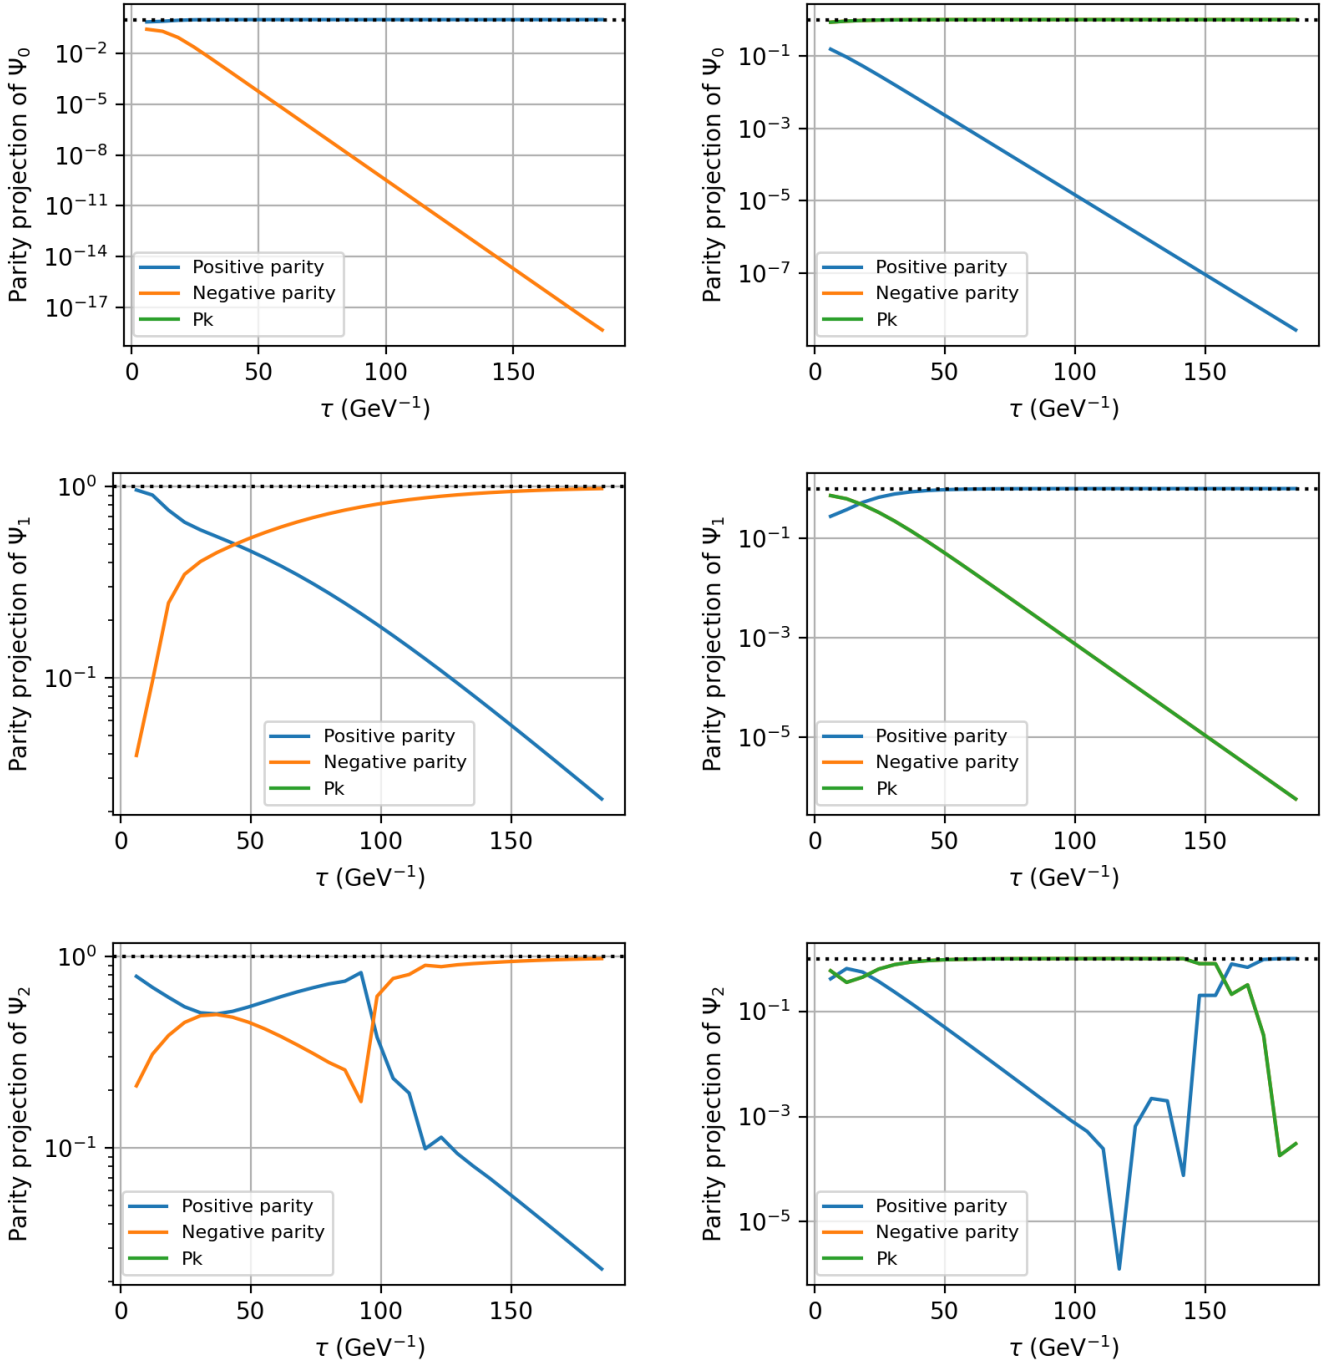 Parity projection of Ψ₀
10⁻²
10⁻⁵
10⁻⁸
10⁻¹¹
10⁻¹⁴
10⁻¹⁷
Positive parity
Negative parity
Pk
0 50 100 150
τ (GeV⁻¹)
Parity projection of Ψ₀
10⁻¹
10⁻³
10⁻⁵
10⁻⁷
Positive parity
Negative parity
Pk
0 50 100 150
τ (GeV⁻¹)
Parity projection of Ψ₁
10⁰
10⁻¹
Positive parity
Negative parity
Pk
0 50 100 150
τ (GeV⁻¹)
Parity projection of Ψ₁
10⁻¹
10⁻³
10⁻⁵
Positive parity
Negative parity
Pk
0 50 100 150
τ (GeV⁻¹)
Parity projection of Ψ₂
10⁰
10⁻¹
Positive parity
Negative parity
Pk
0 50 100 150
τ (GeV⁻¹)
Parity projection of Ψ₂
10⁻¹
10⁻³
10⁻⁵
Positive parity
Negative parity
Pk
0 50 100 150
τ (GeV⁻¹)